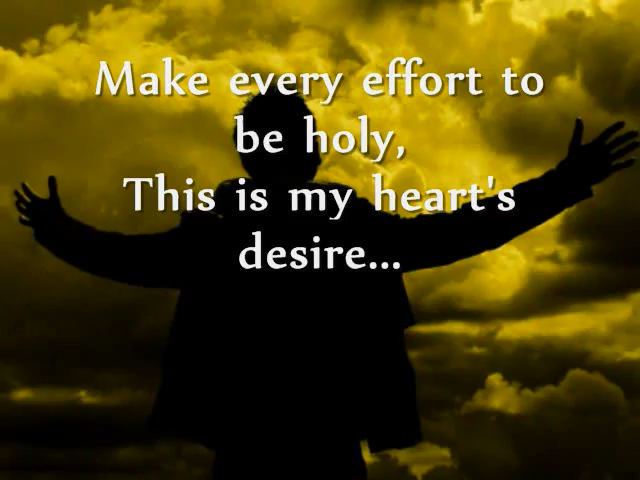 Make every effort to
be holy,
This is my heart's
desire...